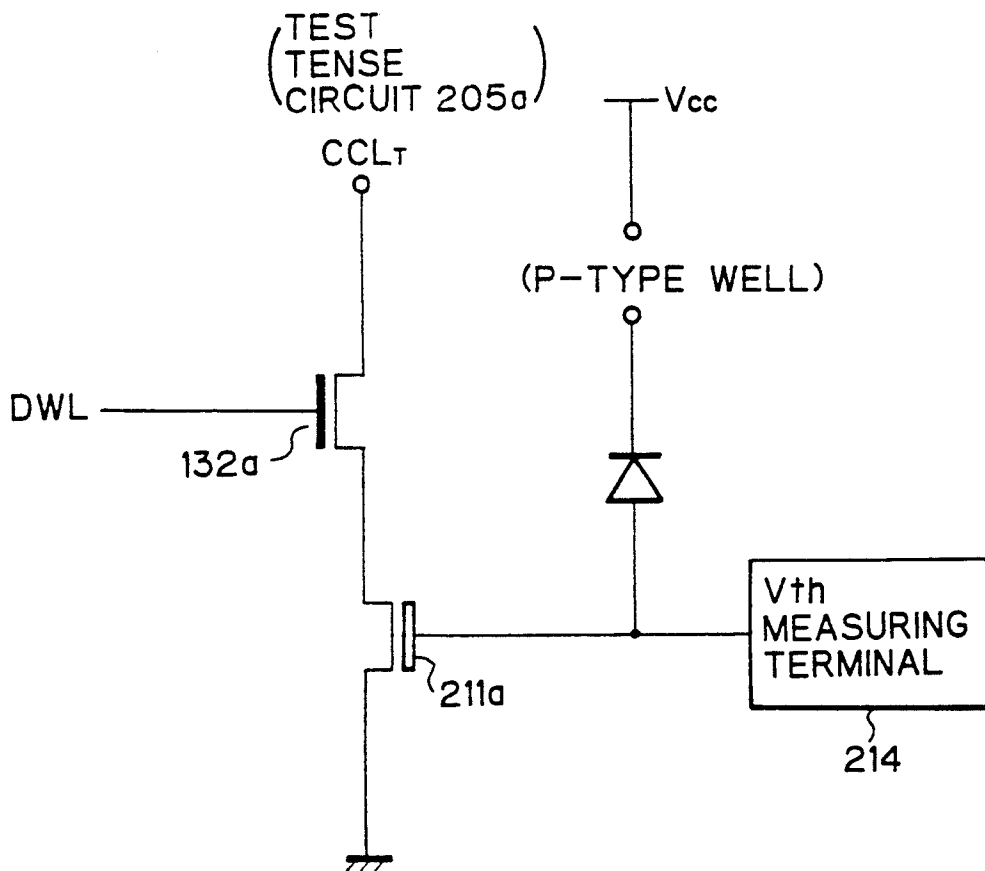 TEST
TENSE
CIRCUIT 205a
CCLT
Vcc
(P-TYPE WELL)
DWL
132a
211a
Vth
MEASURING
TERMINAL
214